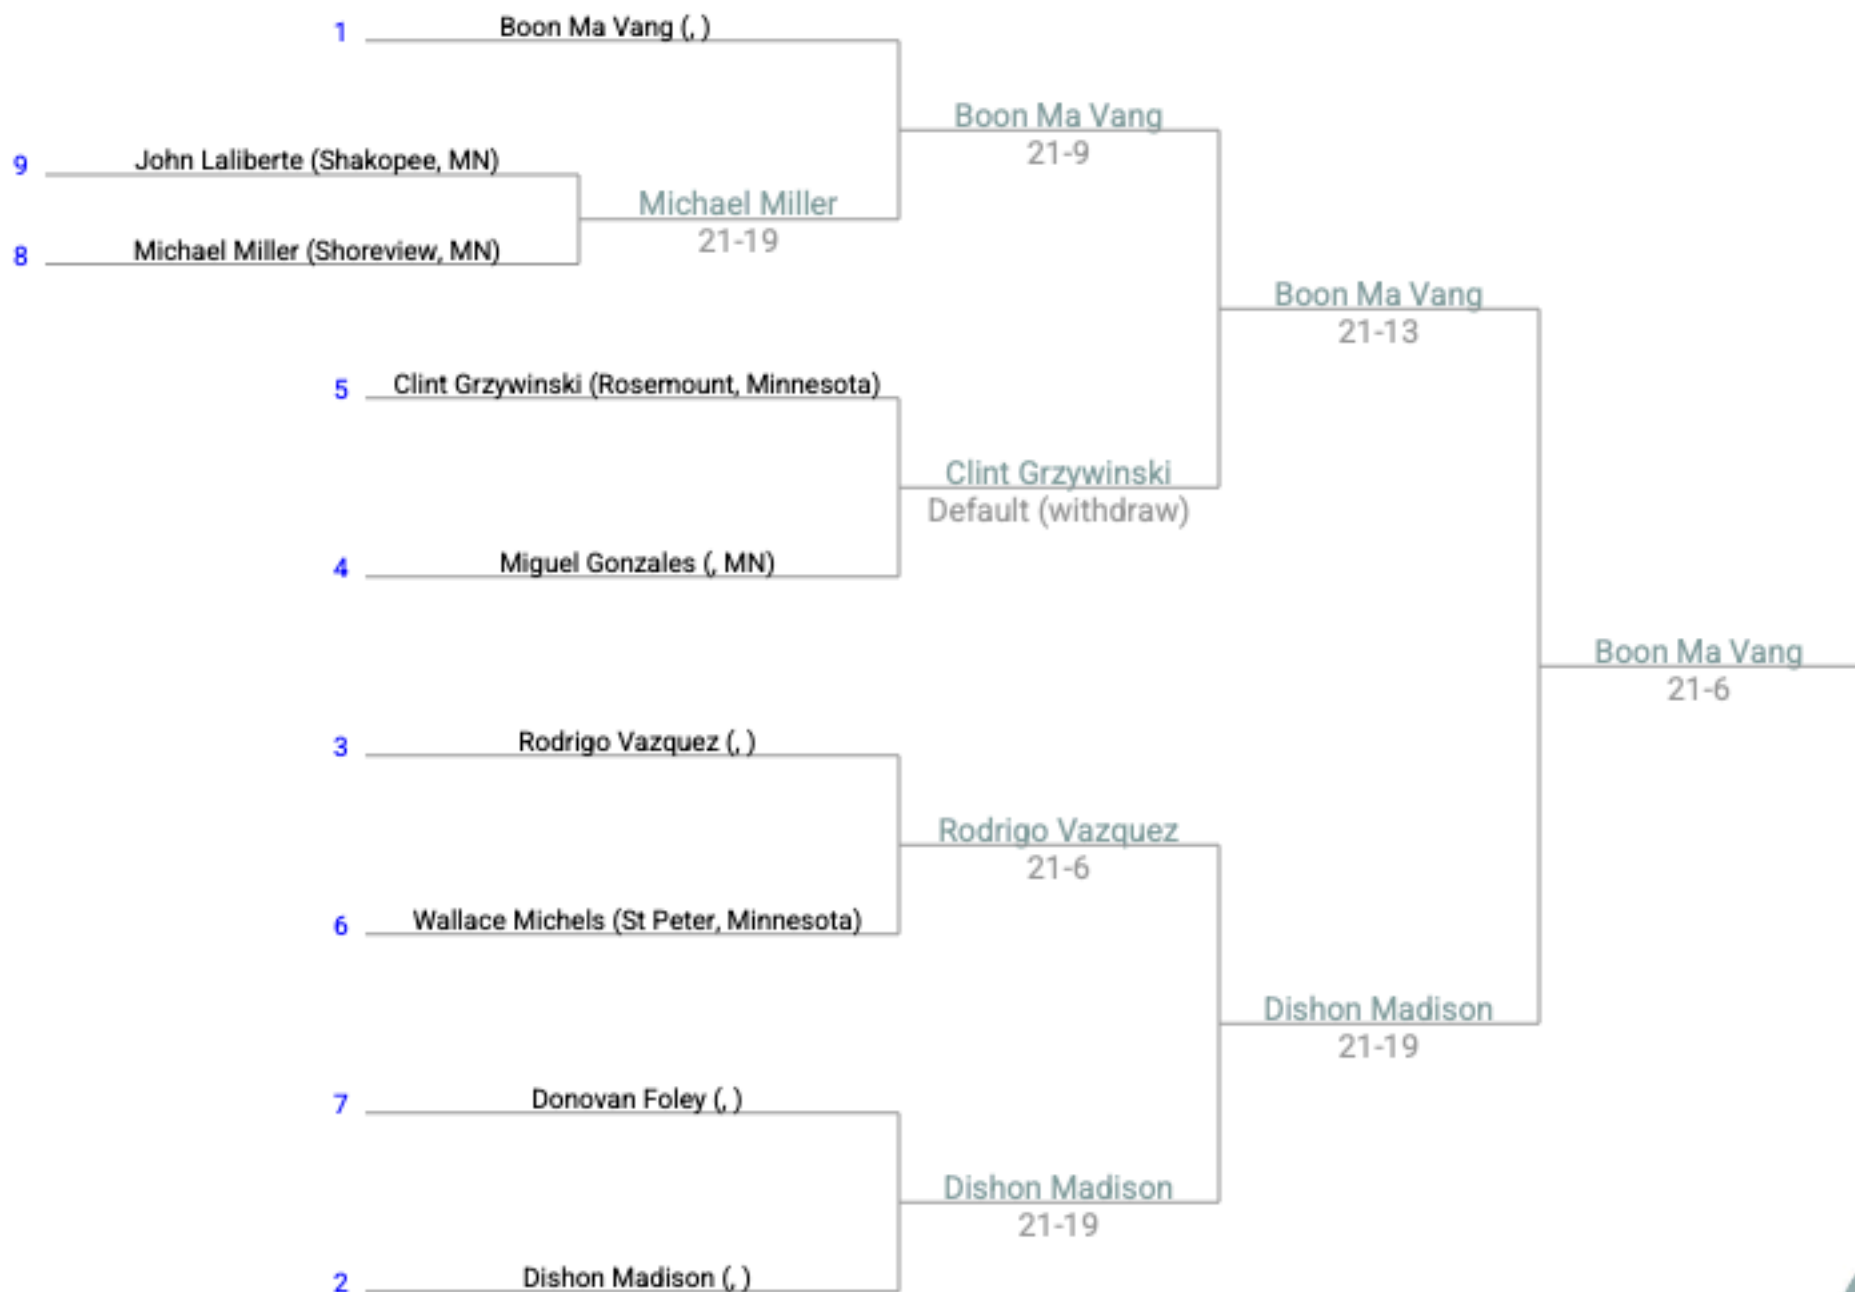 1 Boon Ma Vang (, )
Boon Ma Vang
21-9
9 John Laliberte (Shakopee, MN)
Michael Miller
21-19
8 Michael Miller (Shoreview, MN)
Boon Ma Vang
21-13
5 Clint Grzywinski (Rosemount, Minnesota)
Clint Grzywinski
Default (withdraw)
4 Miguel Gonzales (, MN)
Boon Ma Vang
21-6
3 Rodrigo Vazquez (, )
Rodrigo Vazquez
21-6
6 Wallace Michels (St Peter, Minnesota)
Dishon Madison
21-19
7 Donovan Foley (, )
Dishon Madison
21-19
2 Dishon Madison (, )